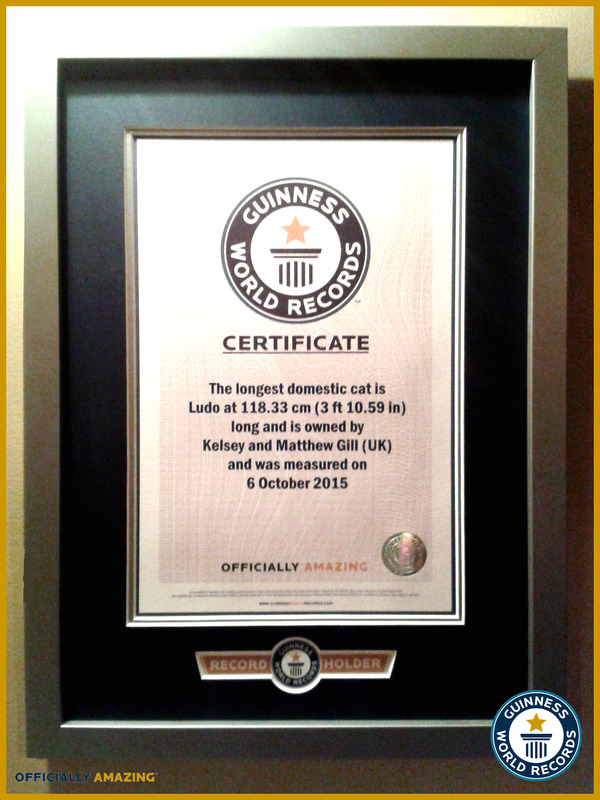 GUINNESS
WORLD RECORDS
™
CERTIFICATE
The longest domestic cat is
Ludo at 118.33 cm (3 ft 10.59 in)
long and is owned by
Kelsey and Matthew Gill (UK)
and was measured on
6 October 2015
OFFICIALLY AMAZING
RECORD HOLDER
GUINNESS
WORLD RECORDS
GUINNESS
WORLD RECORDS
OFFICIALLY AMAZING